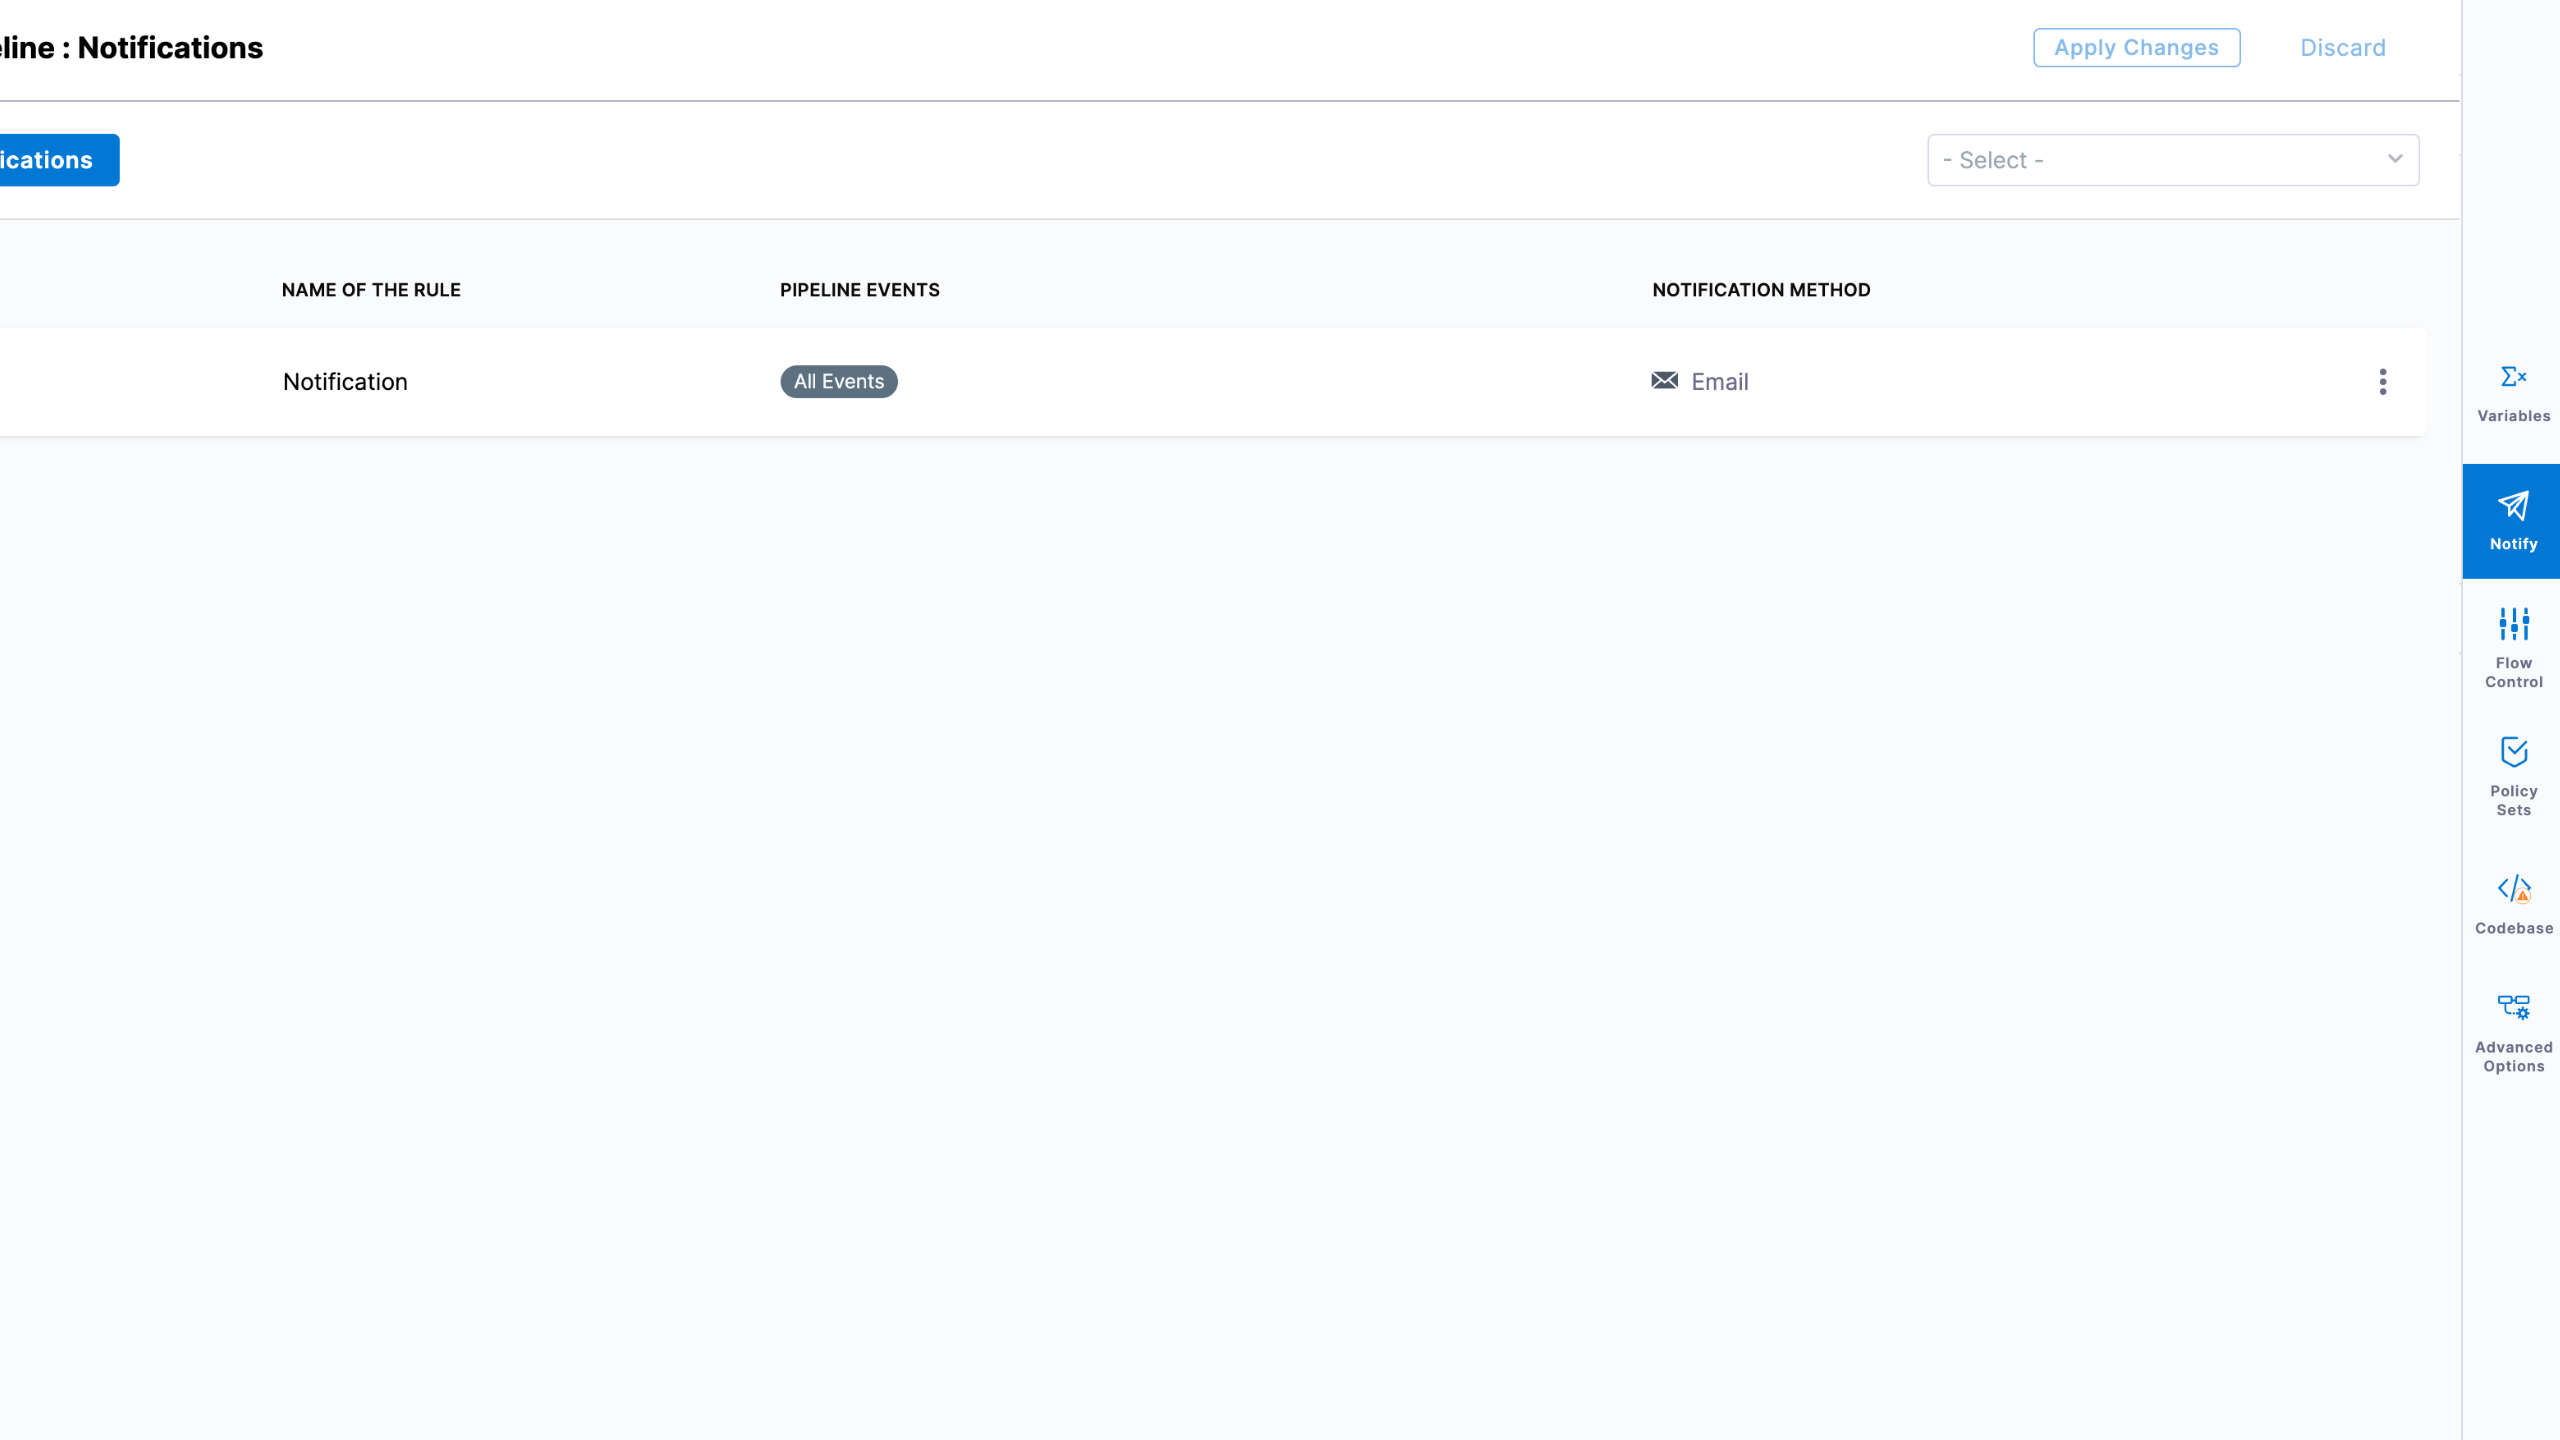 eline : Notifications
Apply Changes
Discard
ications
- Select -
NAME OF THE RULE
PIPELINE EVENTS
NOTIFICATION METHOD
Notification
All Events
Email
Variables
Notify
Flow
Control
Policy
Sets
Codebase
Advanced
Options